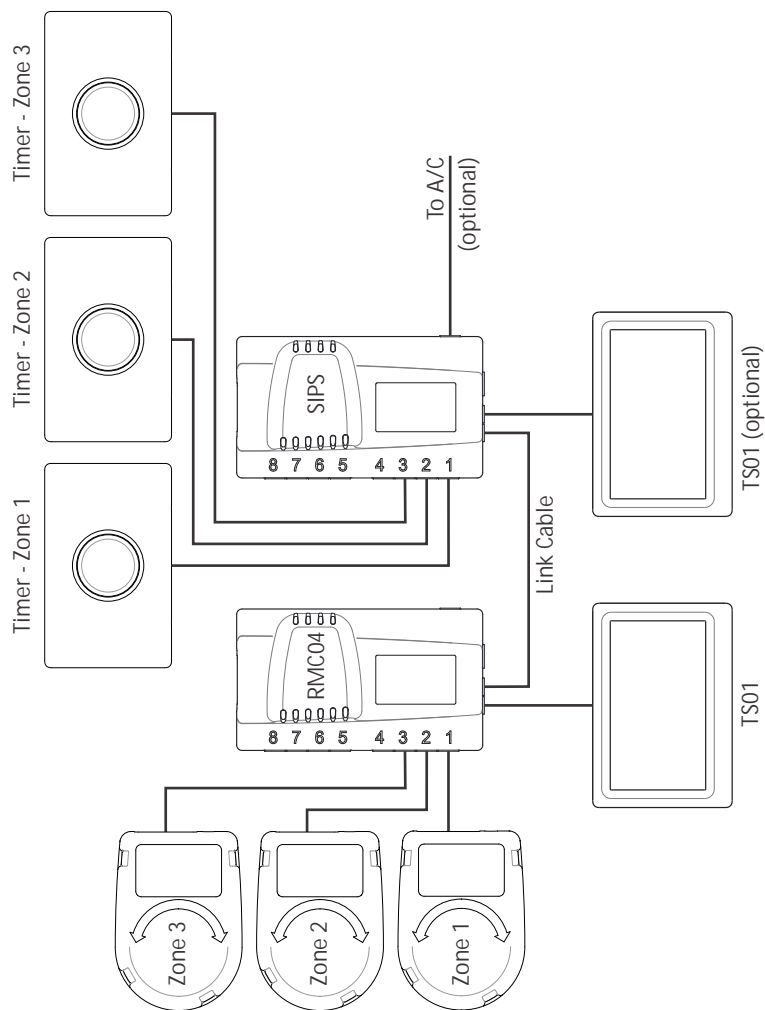 Timer - Zone 3
Timer - Zone 2
Timer - Zone 1
To A/C
(optional)
SIPS
8 7 6 5 4 3 2 1
TS01 (optional)
Link Cable
RMC04
8 7 6 5 4 3 2 1
TS01
Zone 3
Zone 2
Zone 1